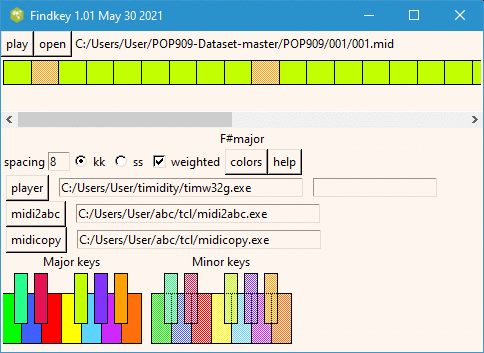 Findkey 1.01 May 30 2021
play open C:/Users/User/POP909-Dataset-master/POP909/001/001.mid
F#major
spacing 8 kk ss weighted colors help
player C:/Users/User/timidity/timw32g.exe
midi2abc C:/Users/User/abc/tcl/midi2abc.exe
midicopy C:/User/abc/tcl/midicopy.exe
Major keys Minor keys